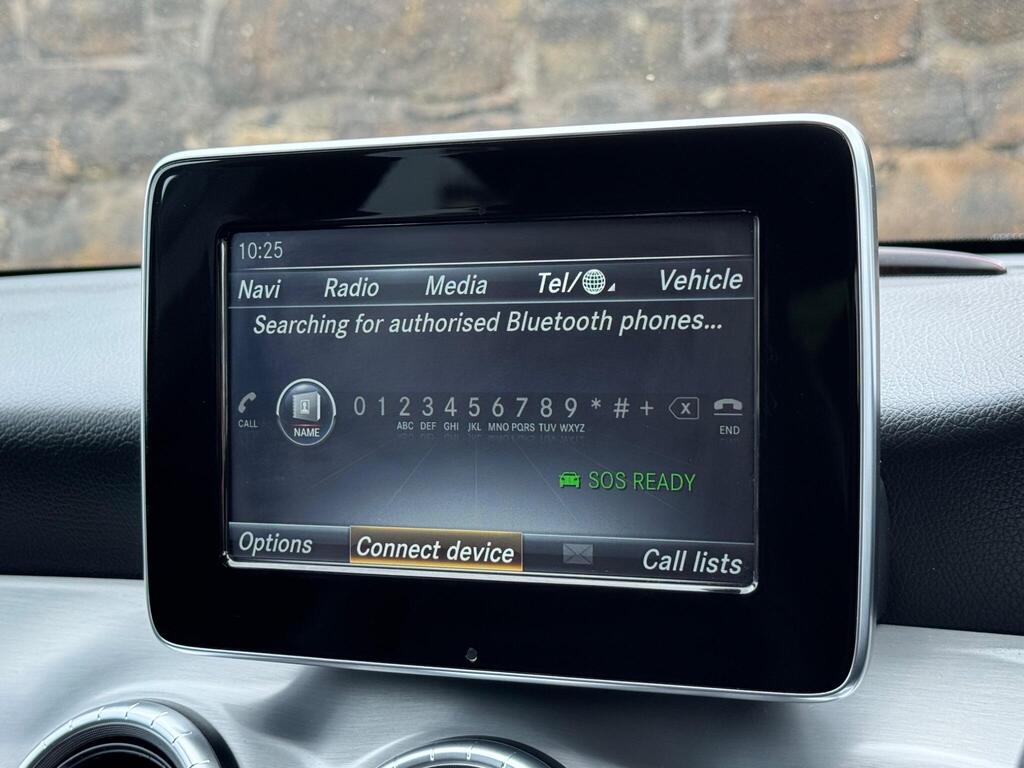 10:25
Navi Radio Media Tel/ Vehicle
Searching for authorised Bluetooth phones...
0 1 2 3 4 5 6 7 8 9 * # + X
CALL NAME ABC DEF GHI JKL MNO PQRS TUV WXYZ END
SOS READY
Options Connect device Call lists